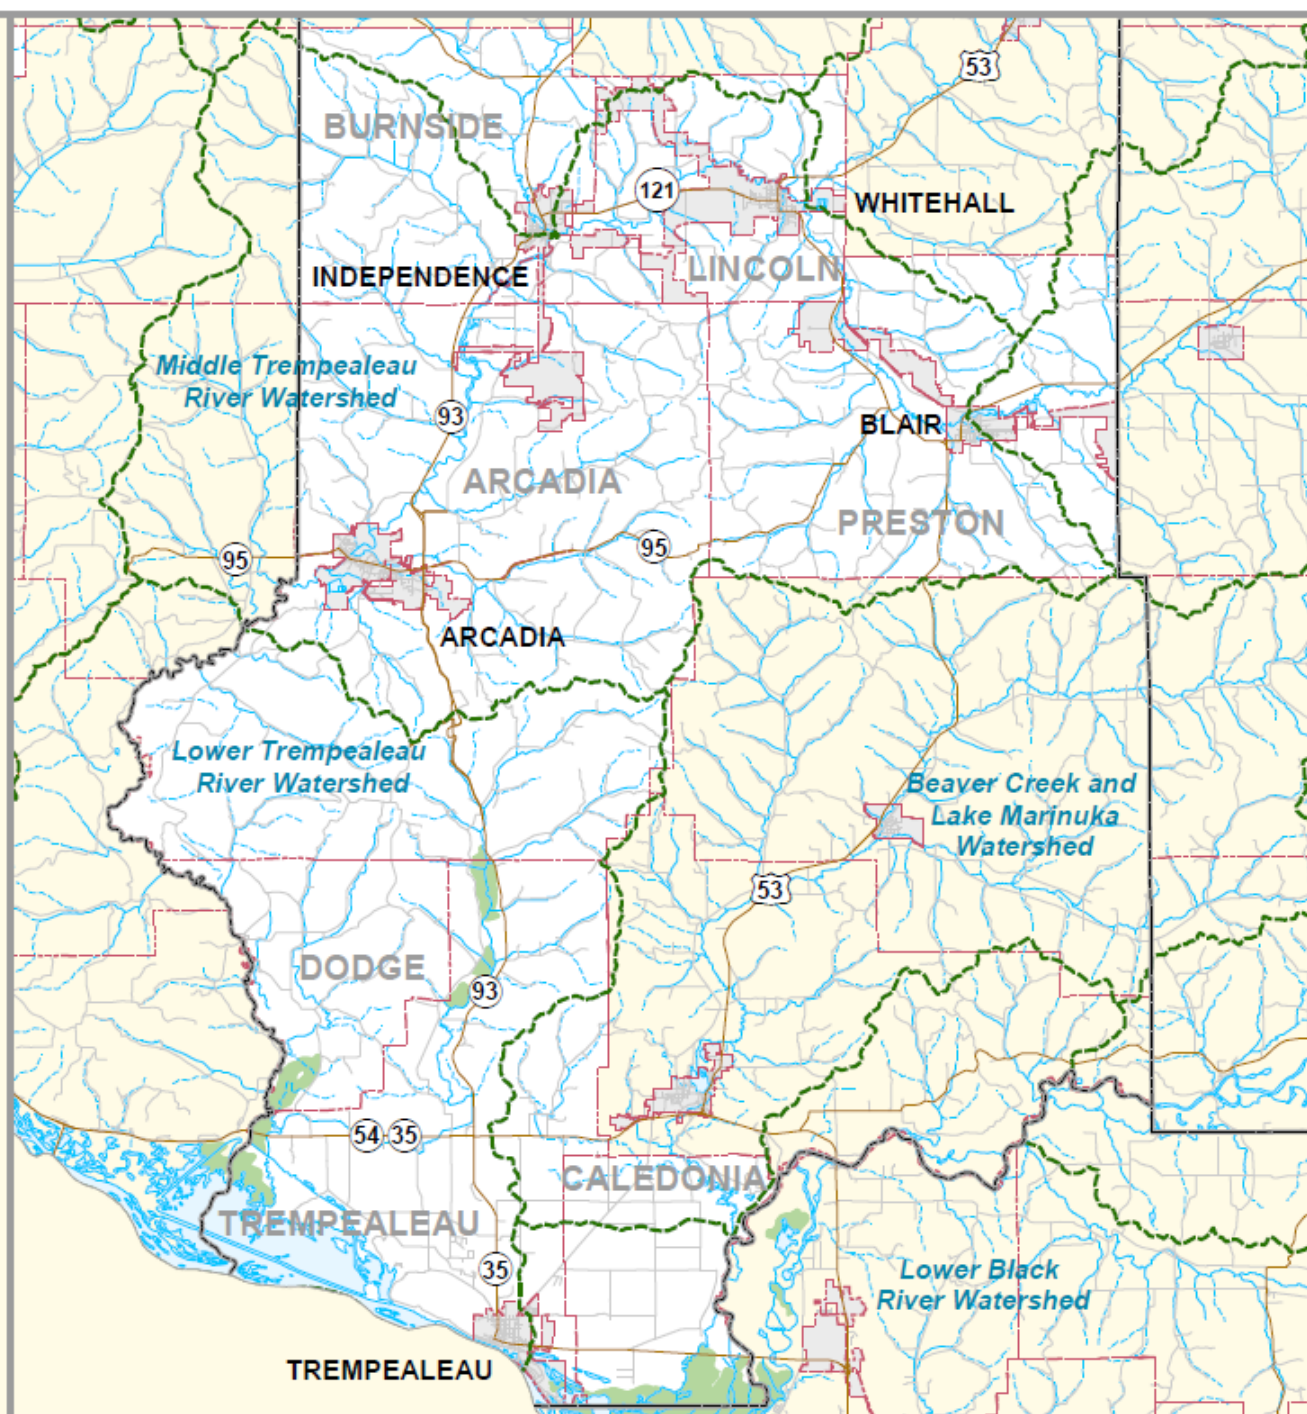 53
BURNSIDE
121
WHITEHALL
LINCOLN
INDEPENDENCE
Middle Trempealeau
River Watershed
93
BLAIR
ARCADIA
PRESTON
95
95
ARCADIA
Lower Trempealeau
River Watershed
Beaver Creek and
Lake Marinuka
Watershed
53
DODGE
93
54
35
CALEDONIA
TREMPEALEAU
35
Lower Black
River Watershed
TREMPEALEAU